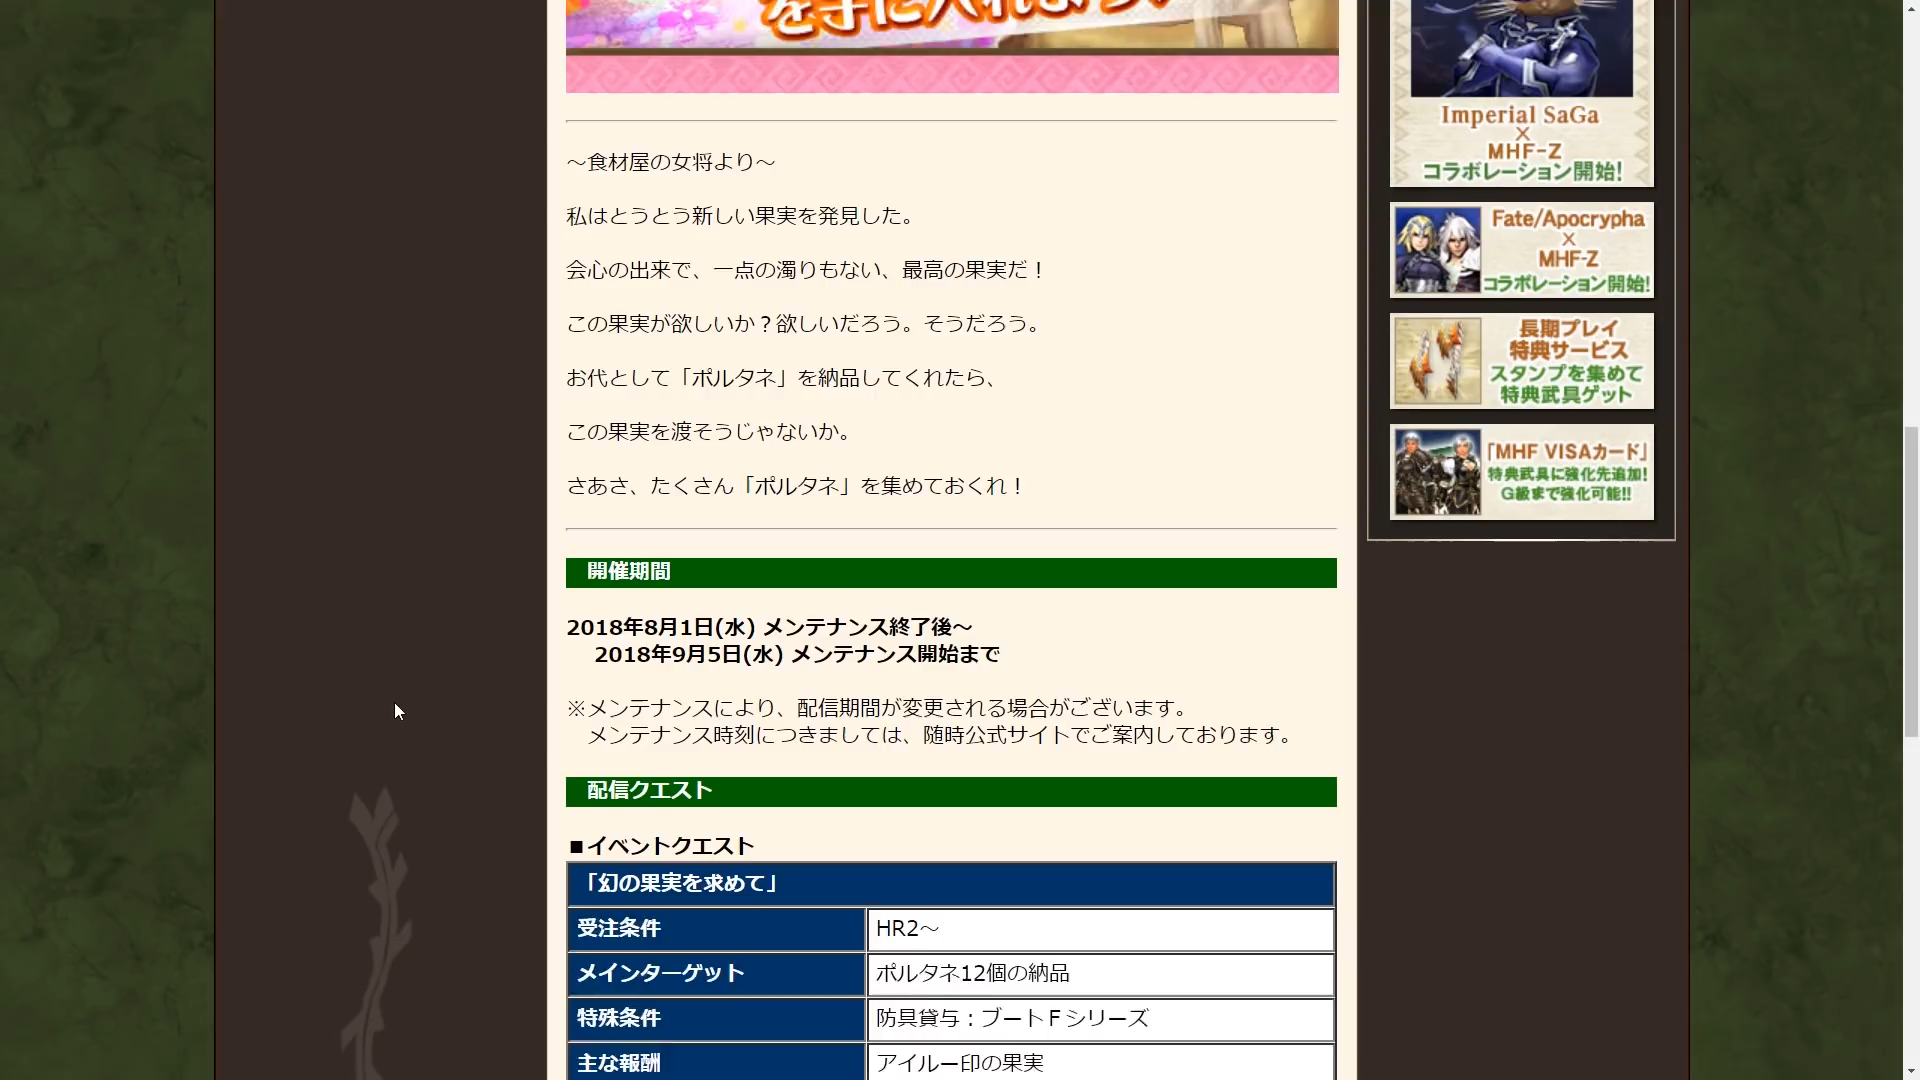 を手に入れよう!
～食材屋の女将より～
私はとうとう新しい果実を発見した。
会心の出来で、一点の濁りもない、最高の果実だ！
この果実が欲しいか？欲しいだろう。そうだろう。
お代として「ポルタネ」を納品してくれたら、
この果実を渡そうじゃないか。
さあさ、たくさん「ポルタネ」を集めておくれ！
開催期間
2018年8月1日(水) メンテナンス終了後～
2018年9月5日(水) メンテナンス開始まで
※メンテナンスにより、配信期間が変更される場合がございます。
メンテナンス時刻につきましては、随時公式サイトでご案内しております。
配信クエスト
■イベントクエスト
「幻の果実を求めて」
受注条件 HR2～
メインターゲット ポルタネ12個の納品
特殊条件 防具貸与：ブートＦシリーズ
主な報酬 アイルー印の果実
Imperial SaGa
×
MHF-Z
コラボレーション開始!
Fate/Apocrypha
×
MHF-Z
コラボレーション開始!
長期プレイ
特典サービス
スタンプを集めて
特典武具ゲット
「MHF VISAカード」
特典武具に強化先追加!
G級まで強化可能!!